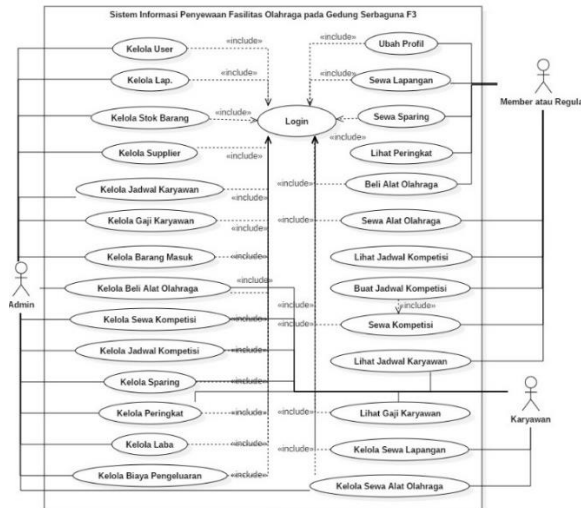 Sistem Informasi Penyewaan Fasilitas Olahraga pada Gedung Serbaguna F3
Kelola User
«include»
«include»
Ubah Profil
Kelola Lap.
«include»
«include»
Sewa Lapangan
Member atau Regula
Kelola Stok Barang
«include»
Login
«include»
Sewa Sparing
Kelola Supplier
«include»
«include»
Lihat Peringkat
Kelola Jadwal Karyawan
«include»
«include»
Beli Alat Olahraga
Kelola Gaji Karyawan
«include»
«include»
Sewa Alat Olahraga
Kelola Barang Masuk
«include»
Lihat Jadwal Kompetisi
Admin
Kelola Beli Alat Olahraga
«include»
Buat Jadwal Kompetisi
«include»
Kelola Sewa Kompetisi
«include»
«include»
Sewa Kompetisi
Kelola Jadwal Kompetisi
«include»
Lihat Jadwal Karyawan
Kelola Sparing
«include»
Karyawan
Kelola Peringkat
«include»
«include»
Lihat Gaji Karyawan
Kelola Laba
«include»
«include»
Kelola Sewa Lapangan
Kelola Biaya Pengeluaran
«include»
«include»
Kelola Sewa Alat Olahraga